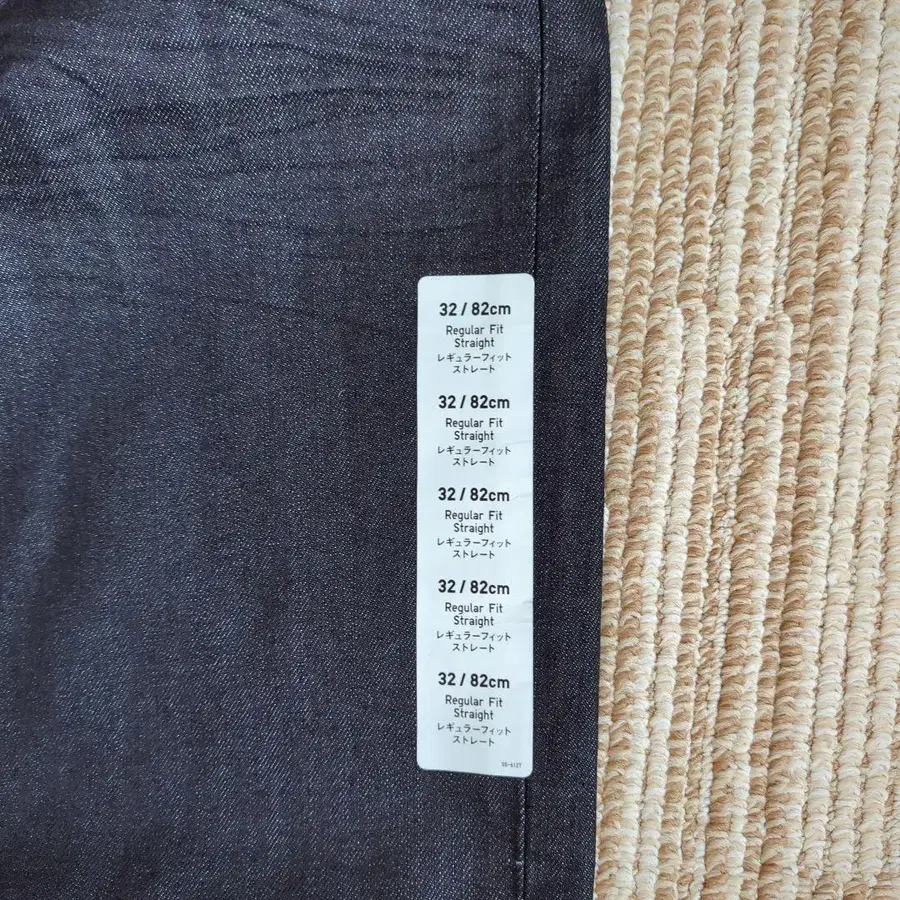 32 / 82cm
Regular Fit
Straight
レギュラーフィット
ストレート
32 / 82cm
Regular Fit
Straight
レギュラーフィット
ストレート
32 / 82cm
Regular Fit
Straight
レギュラーフィット
ストレート
32 / 82cm
Regular Fit
Straight
レギュラーフィット
ストレート
32 / 82cm
Regular Fit
Straight
レギュラーフィット
ストレート